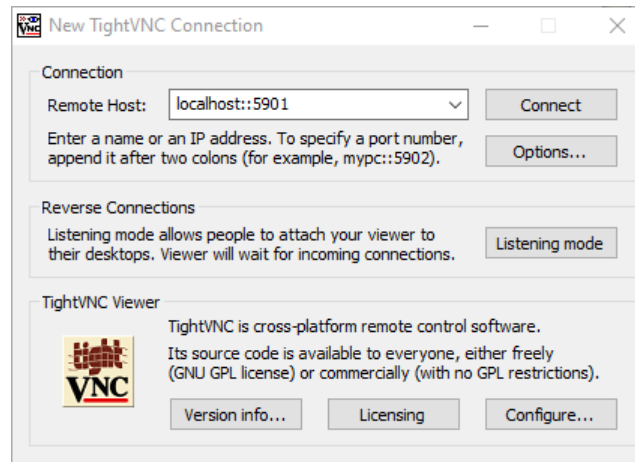 New TightVNC Connection
Connection
Remote Host: localhost::5901 Connect
Enter a name or an IP address. To specify a port number,
append it after two colons (for example, mypc::5902).
Options...
Reverse Connections
Listening mode allows people to attach your viewer to
their desktops. Viewer will wait for incoming connections.
Listening mode
TightVNC Viewer
TightVNC is cross-platform remote control software.
Its source code is available to everyone, either freely
(GNU GPL license) or commercially (with no GPL restrictions).
tight
VNC
Version info... Licensing Configure...